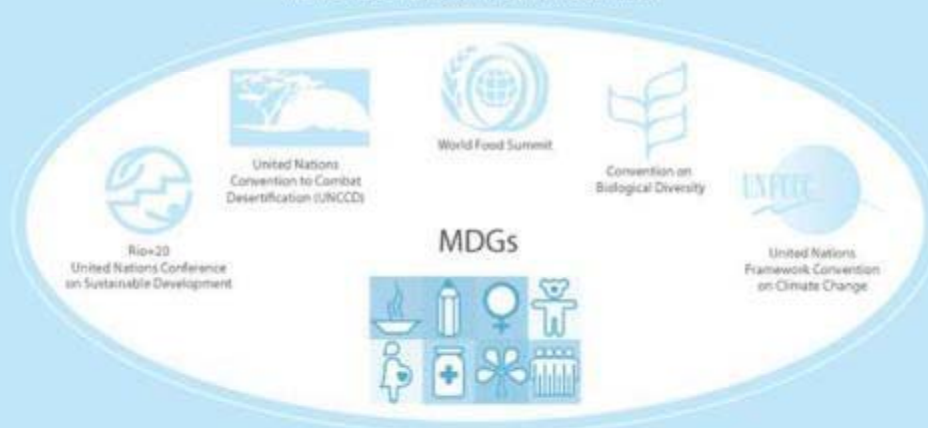 World Food Summit
United Nations
Convention to Combat
Desertification (UNCCD)
Convention on
Biological Diversity
UNFCCC
Rio+20
United Nations Conference
on Sustainable Development
MDGs
United Nations
Framework Convention
on Climate Change